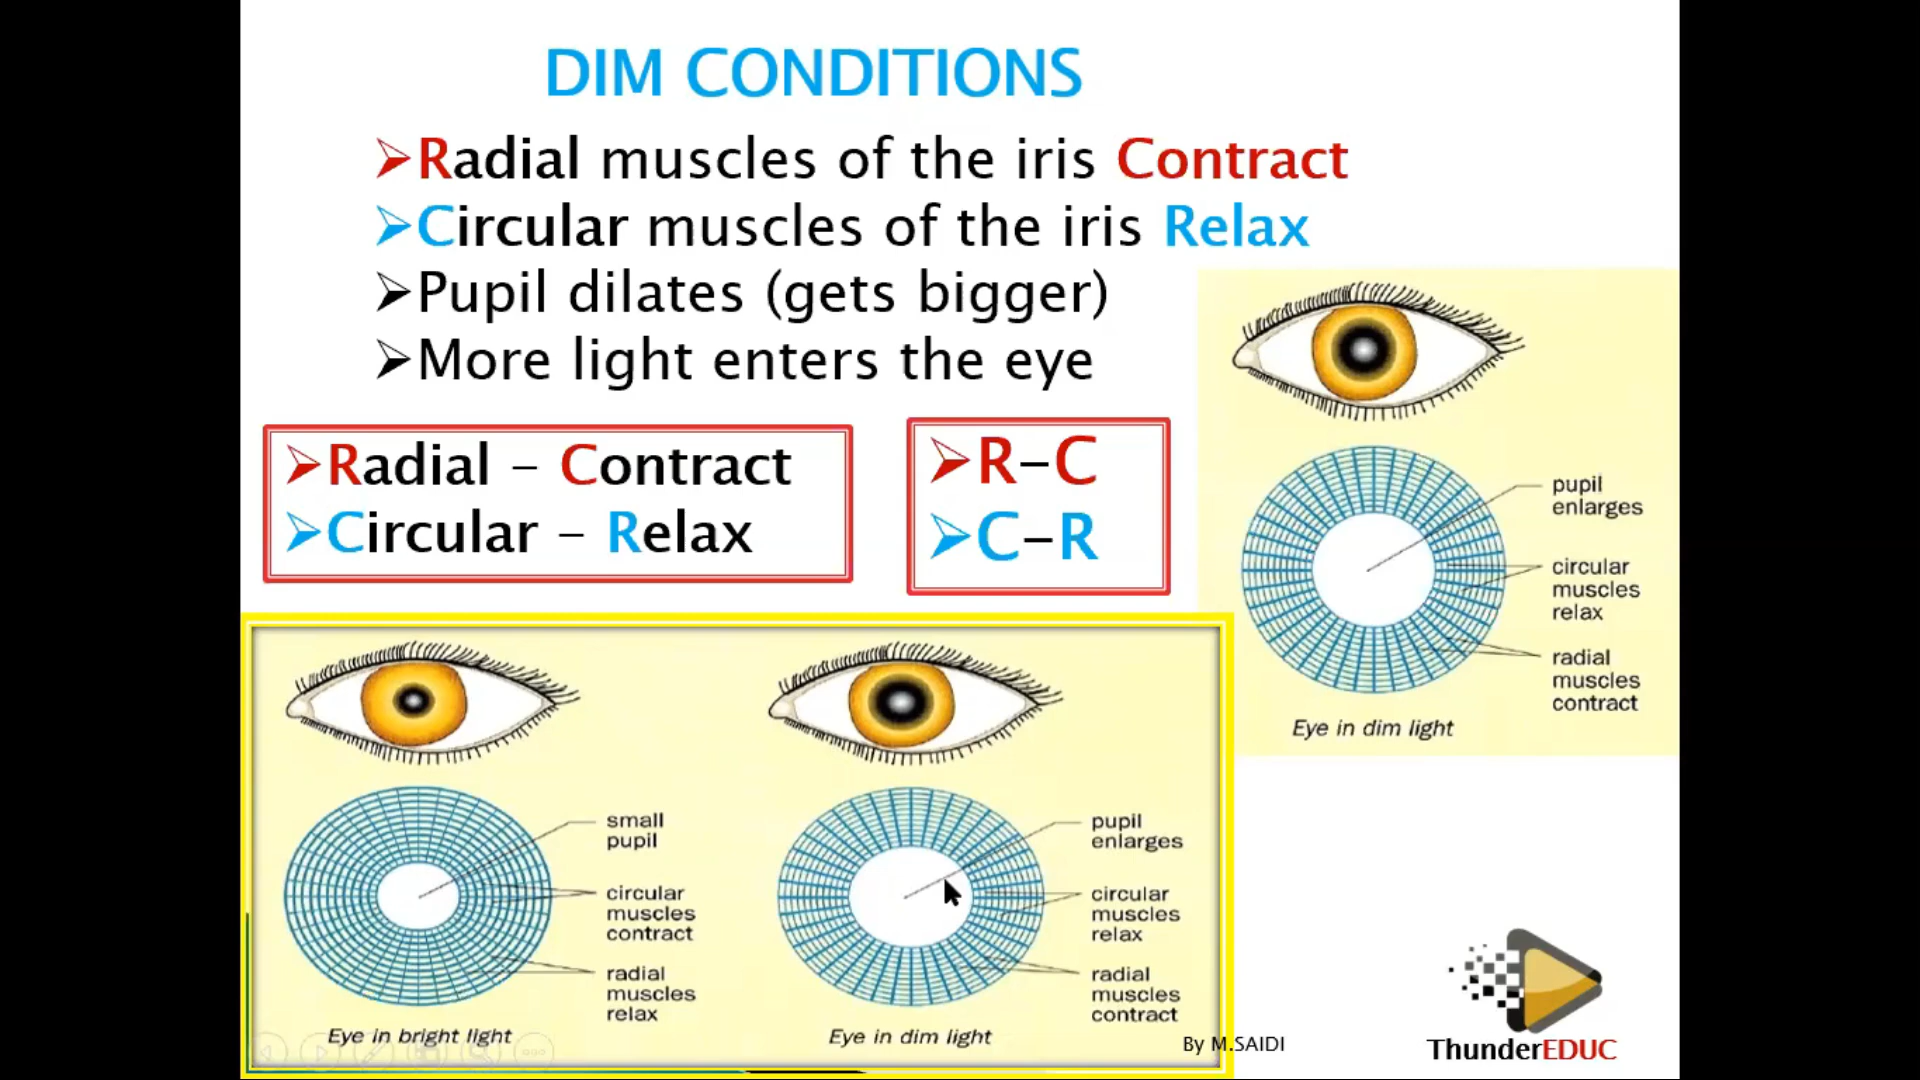 DIM CONDITIONS
➢Radial muscles of the iris Contract
➢Circular muscles of the iris Relax
➢Pupil dilates (gets bigger)
➢More light enters the eye
➢Radial – Contract
➢Circular – Relax
➢R–C
➢C–R
pupil
enlarges
circular
muscles
relax
radial
muscles
contract
Eye in dim light
small
pupil
circular
muscles
contract
radial
muscles
relax
Eye in bright light
pupil
enlarges
circular
muscles
relax
radial
muscles
contract
Eye in dim light
By M.SAIDI
ThunderEDUC